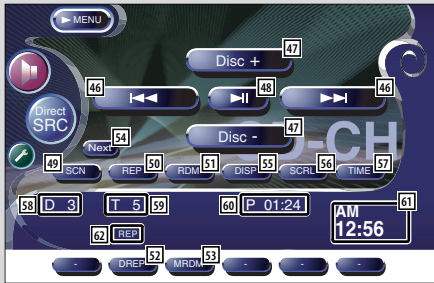 MENU
47
Disc +
46
48
46
Direct
SRC
54
Next
47
Disc -
CD-CH
49
50
51
55
56
57
SCN
REP
RDM
DISP
SCRL
TIME
58
D 3
T 5
59
60
P 01:24
61
AM
12:56
62
REP
52
53
-
DREP
MRDM
-
-
-